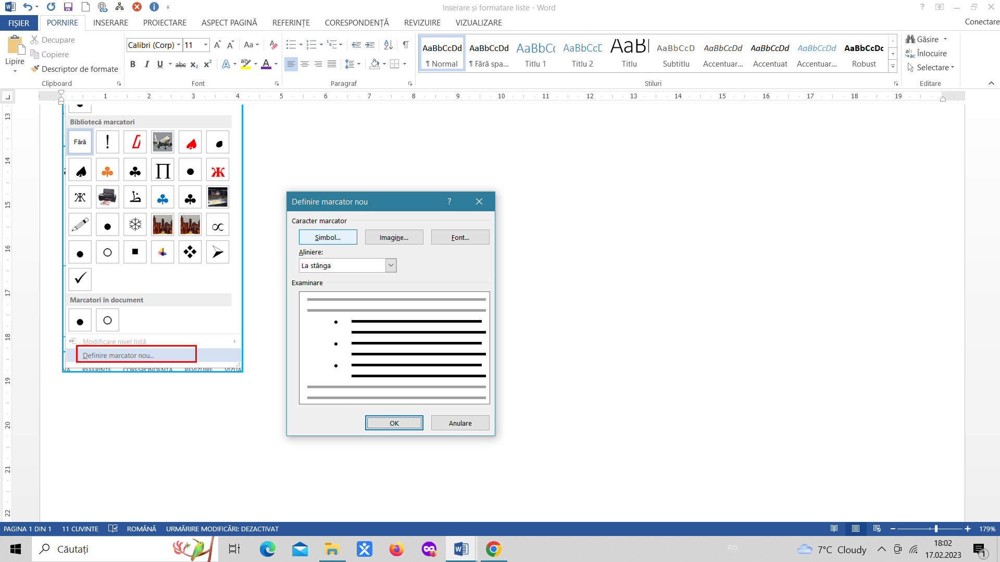 Inserare și formatare liste - Word
FIȘIER
PORNIRE
INSERARE
PROIECTARE
ASPECT PAGINĂ
REFERINȚE
CORESPONDENȚĂ
REVIZUIRE
VIZUALIZARE
Conectare
Lipire
Decupare
Copiere
Descriptor de formate
Clipboard
Calibri (Corp)
11
Font
Paragraf
AaBbCcDd
¶ Normal
AaBbCcDd
¶ Fără spa...
AaBbCc
Titlu 1
AaBbCcD
Titlu 2
AaBl
Titlu
AaBbCcD
Subtitlu
AaBbCcDd
Accentuar...
AaBbCcDd
Accentuat
AaBbCcDd
Accentuar...
AaBbCcDc
Robust
Stiluri
Găsire
Înlocuire
Selectare
Editare
1 2 3 4 5 6 7 8 9 10 11 12 13 14 15 16 17 18 19
13
14
15
16
17
18
19
20
21
22
Bibliotecă marcatori
Fără
Marcatori în document
Modificare nivel listă
Definire marcator nou...
REFERINȚE CORESPONDENȚĂ REVIZUIRE
Definire marcator nou
Caracter marcator
Simbol...
Imagine...
Font...
Aliniere:
La stânga
Examinare
OK
Anulare
PAGINA 1 DIN 1
11 CUVINTE
ROMÂNĂ
URMĂRIRE MODIFICĂRI: DEZACTIVAT
179%
Căutați
RO
7°C Cloudy
18:02
17.02.2023
1